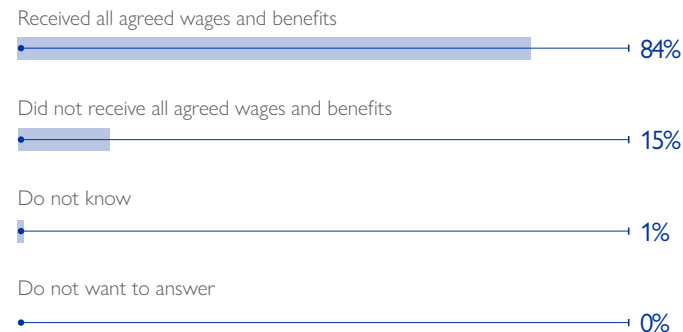 Received all agreed wages and benefits
84%
Did not receive all agreed wages and benefits
15%
Do not know
1%
Do not want to answer
0%